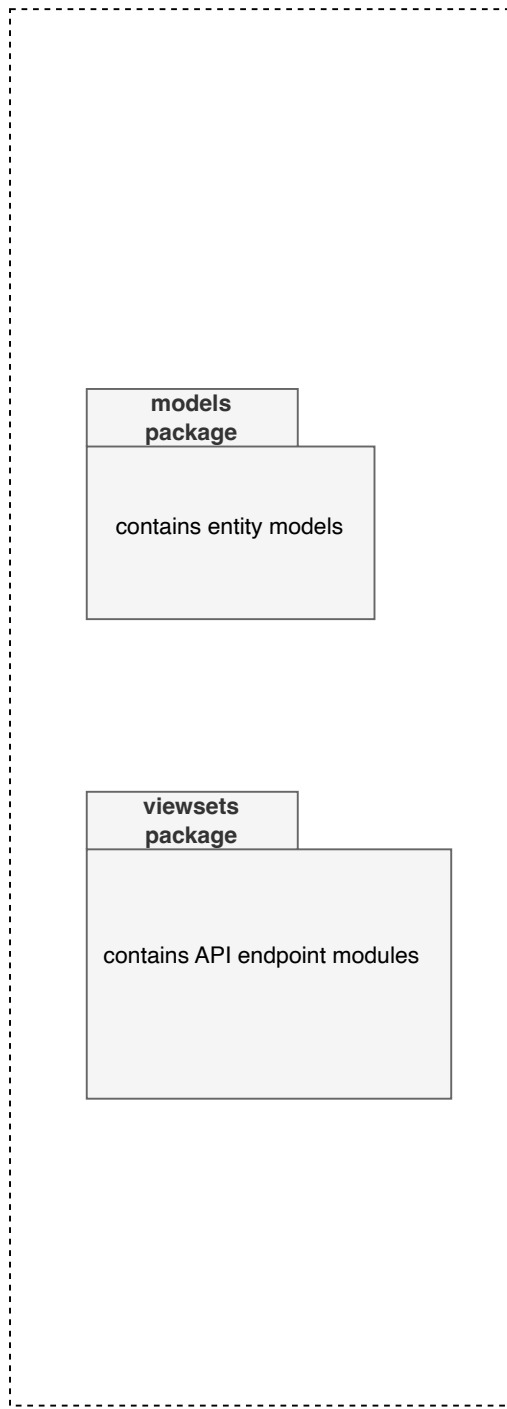 models
package
contains entity models
viewsets
package
contains API endpoint modules